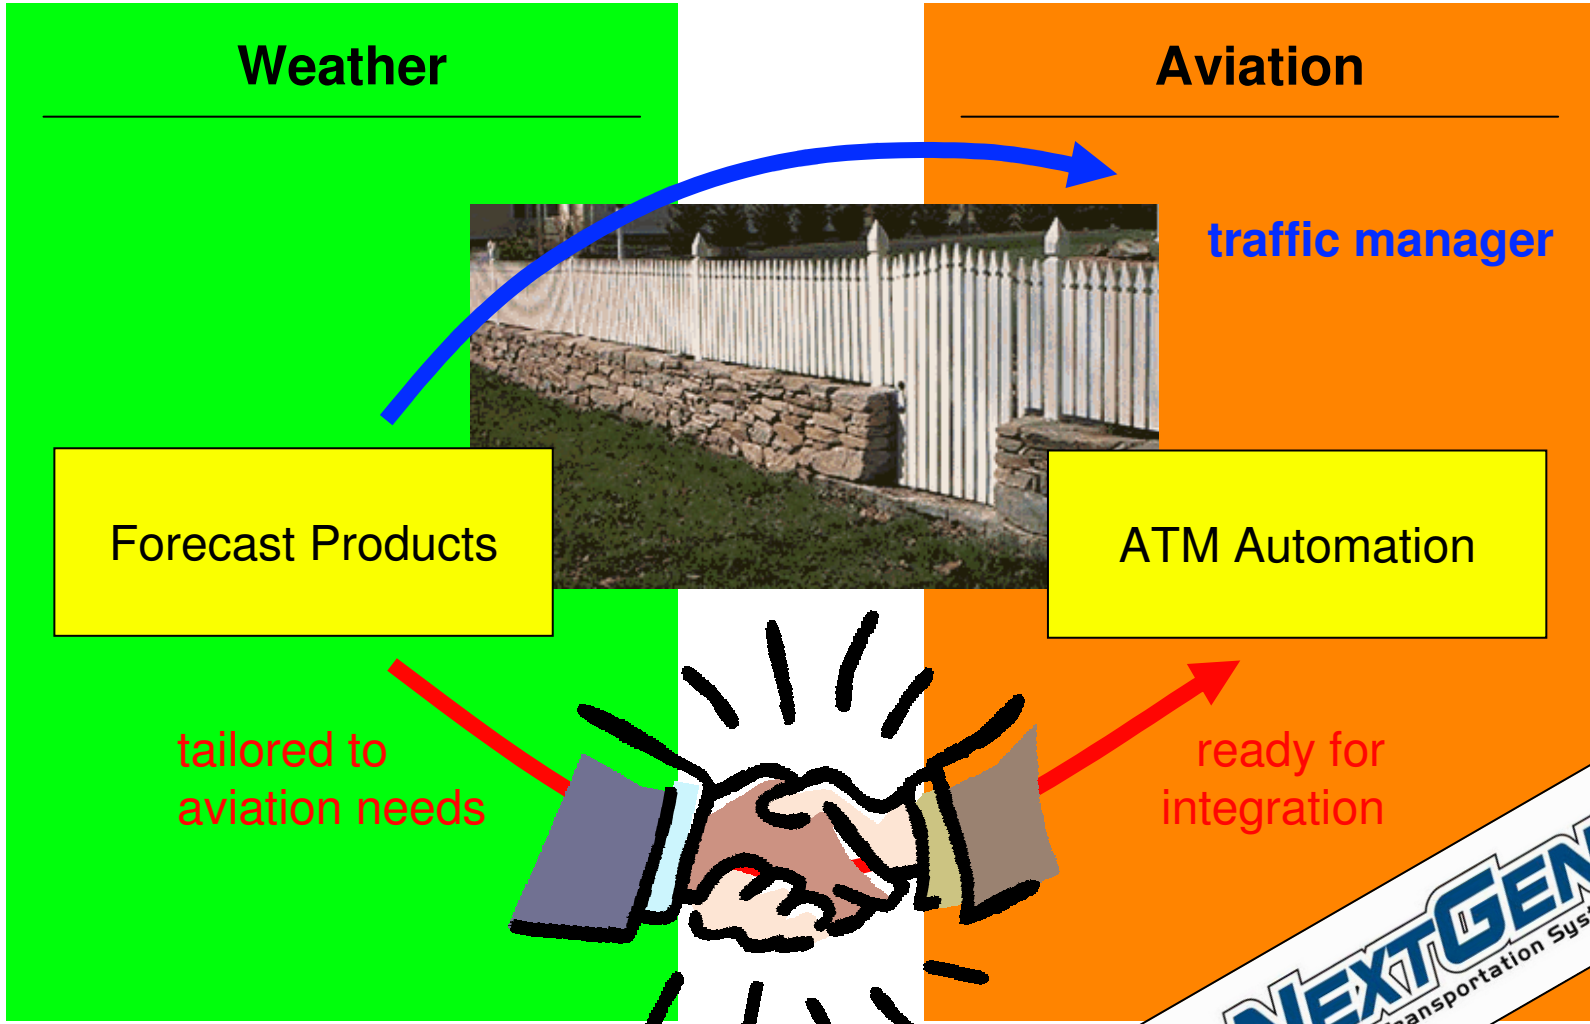 Weather
Aviation
traffic manager
Forecast Products
ATM Automation
tailored to
aviation needs
ready for
integration
NEXTGEN